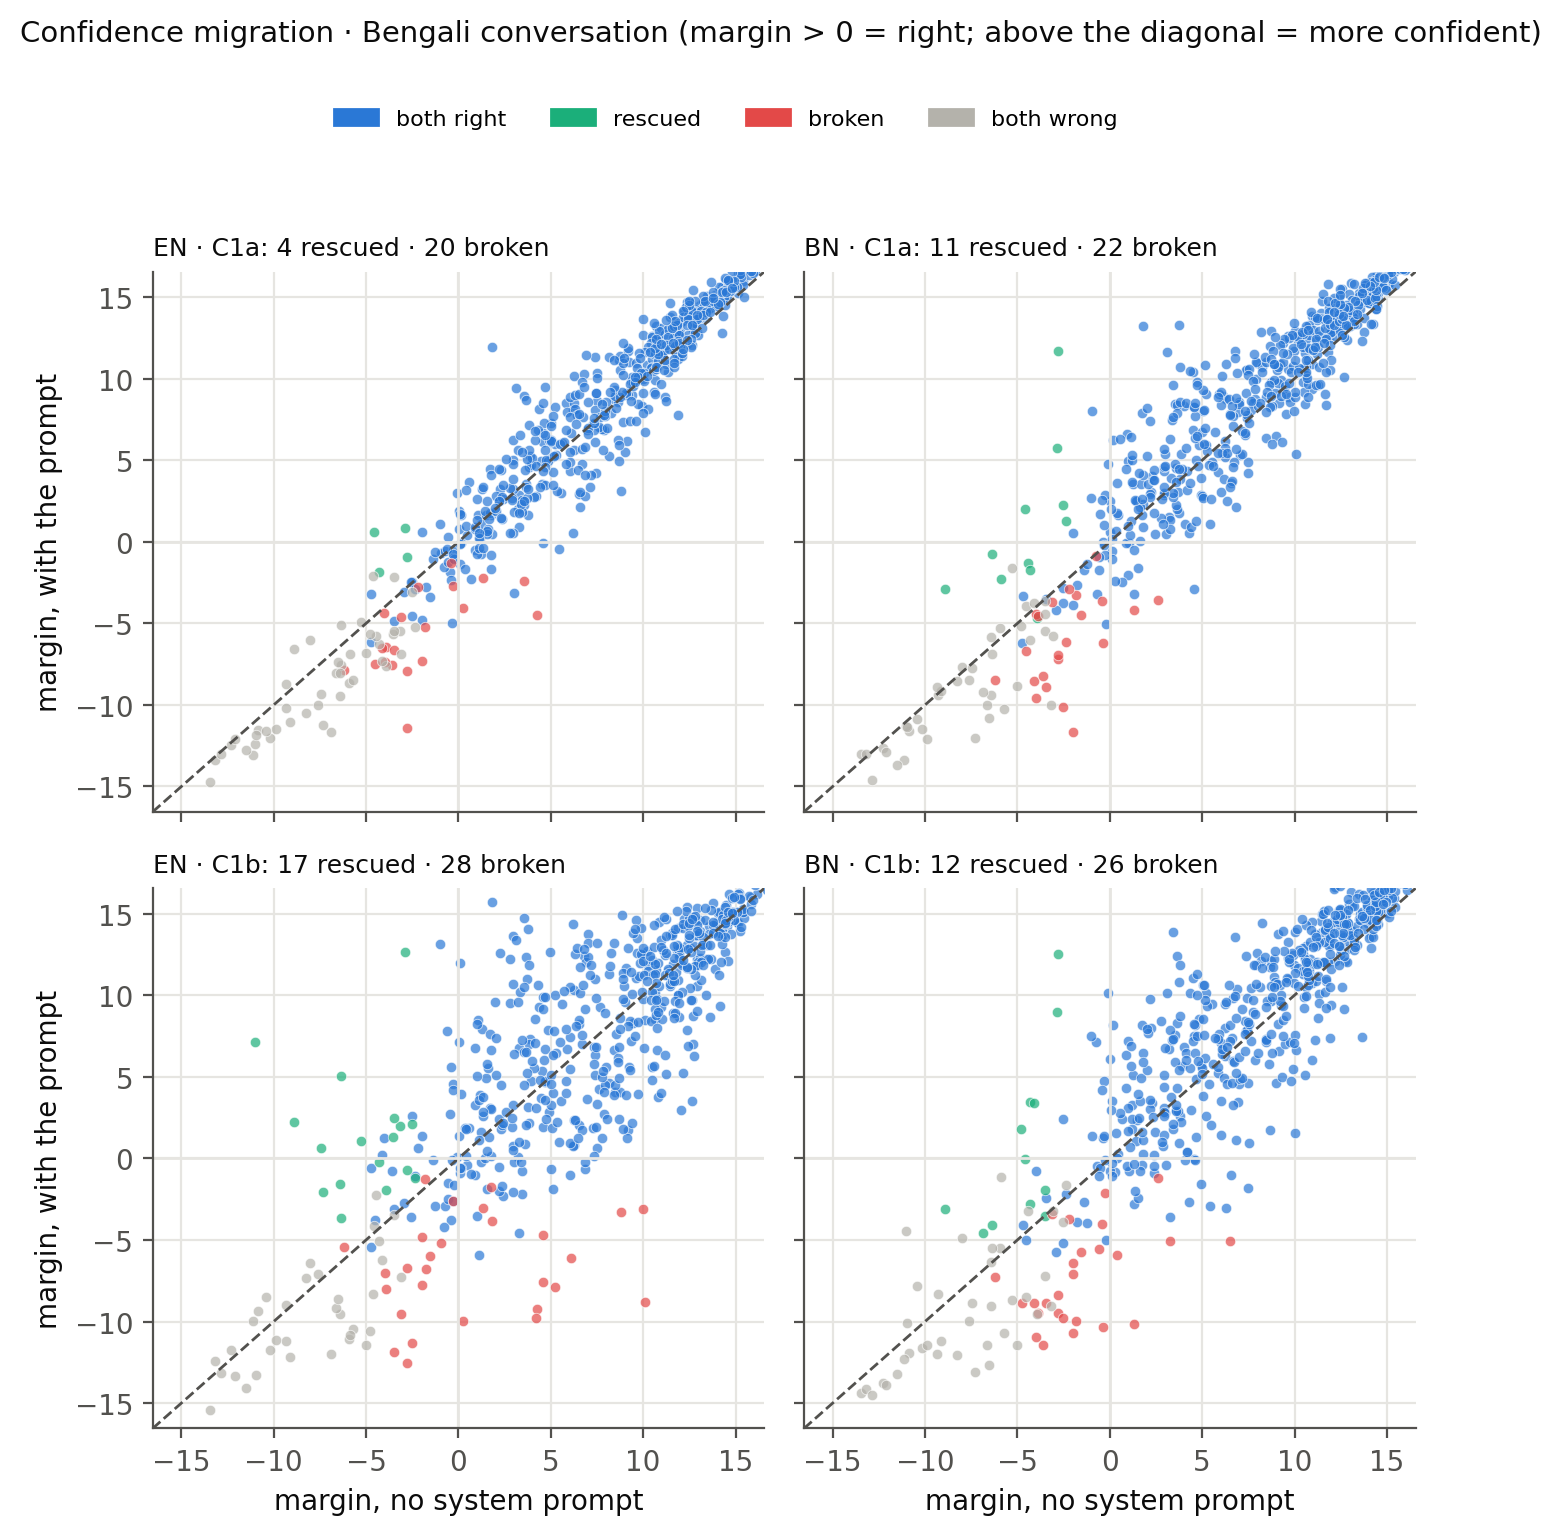 Confidence migration · Bengali conversation (margin > 0 = right; above the diagonal = more confident)
both right
rescued
broken
both wrong
EN · C1a: 4 rescued · 20 broken
BN · C1a: 11 rescued · 22 broken
margin, with the prompt
15
10
5
0
−5
−10
−15
EN · C1b: 17 rescued · 28 broken
BN · C1b: 12 rescued · 26 broken
margin, with the prompt
15
10
5
0
−5
−10
−15
−15 −10 −5 0 5 10 15
−15 −10 −5 0 5 10 15
margin, no system prompt
margin, no system prompt